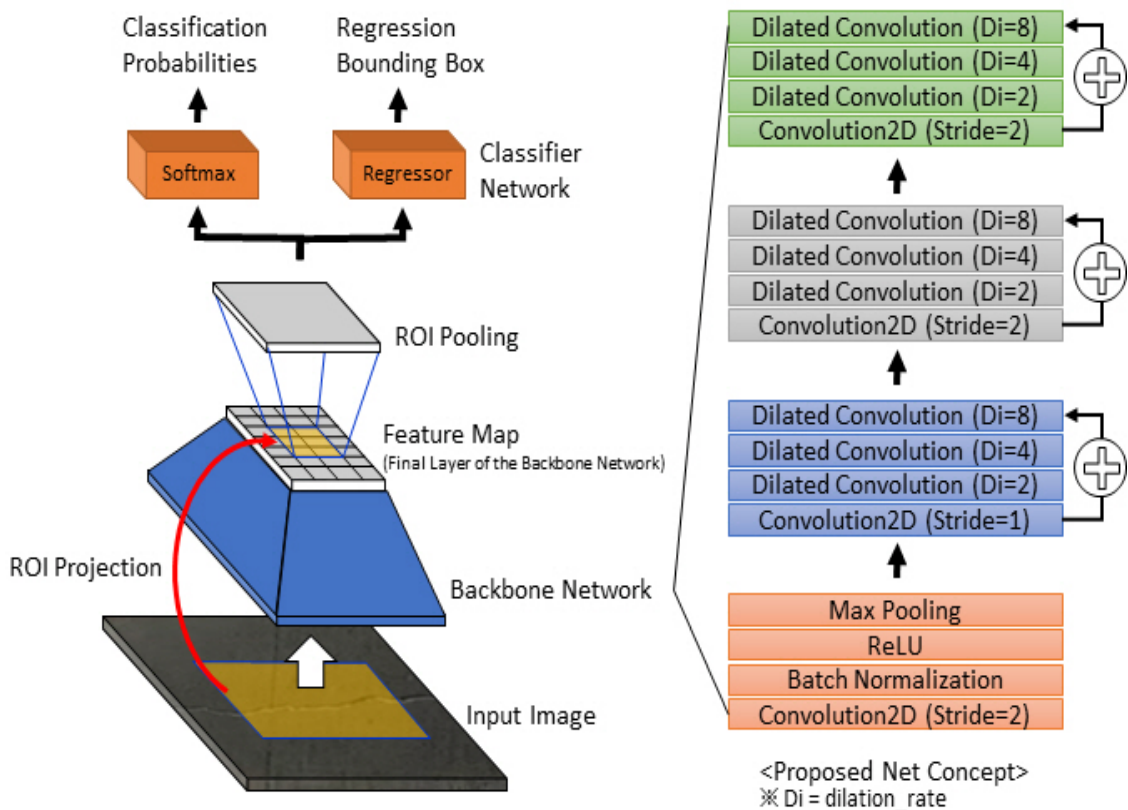 Classification
Probabilities
Regression
Bounding Box
Softmax
Regressor
Classifier
Network
ROI Pooling
Feature Map
(Final Layer of the Backbone Network)
ROI Projection
Backbone Network
Input Image
Dilated Convolution (Di=8)
Dilated Convolution (Di=4)
Dilated Convolution (Di=2)
Convolution2D (Stride=2)
Dilated Convolution (Di=8)
Dilated Convolution (Di=4)
Dilated Convolution (Di=2)
Convolution2D (Stride=2)
Dilated Convolution (Di=8)
Dilated Convolution (Di=4)
Dilated Convolution (Di=2)
Convolution2D (Stride=1)
Max Pooling
ReLU
Batch Normalization
Convolution2D (Stride=2)
<Proposed Net Concept>
※ Di = dilation rate